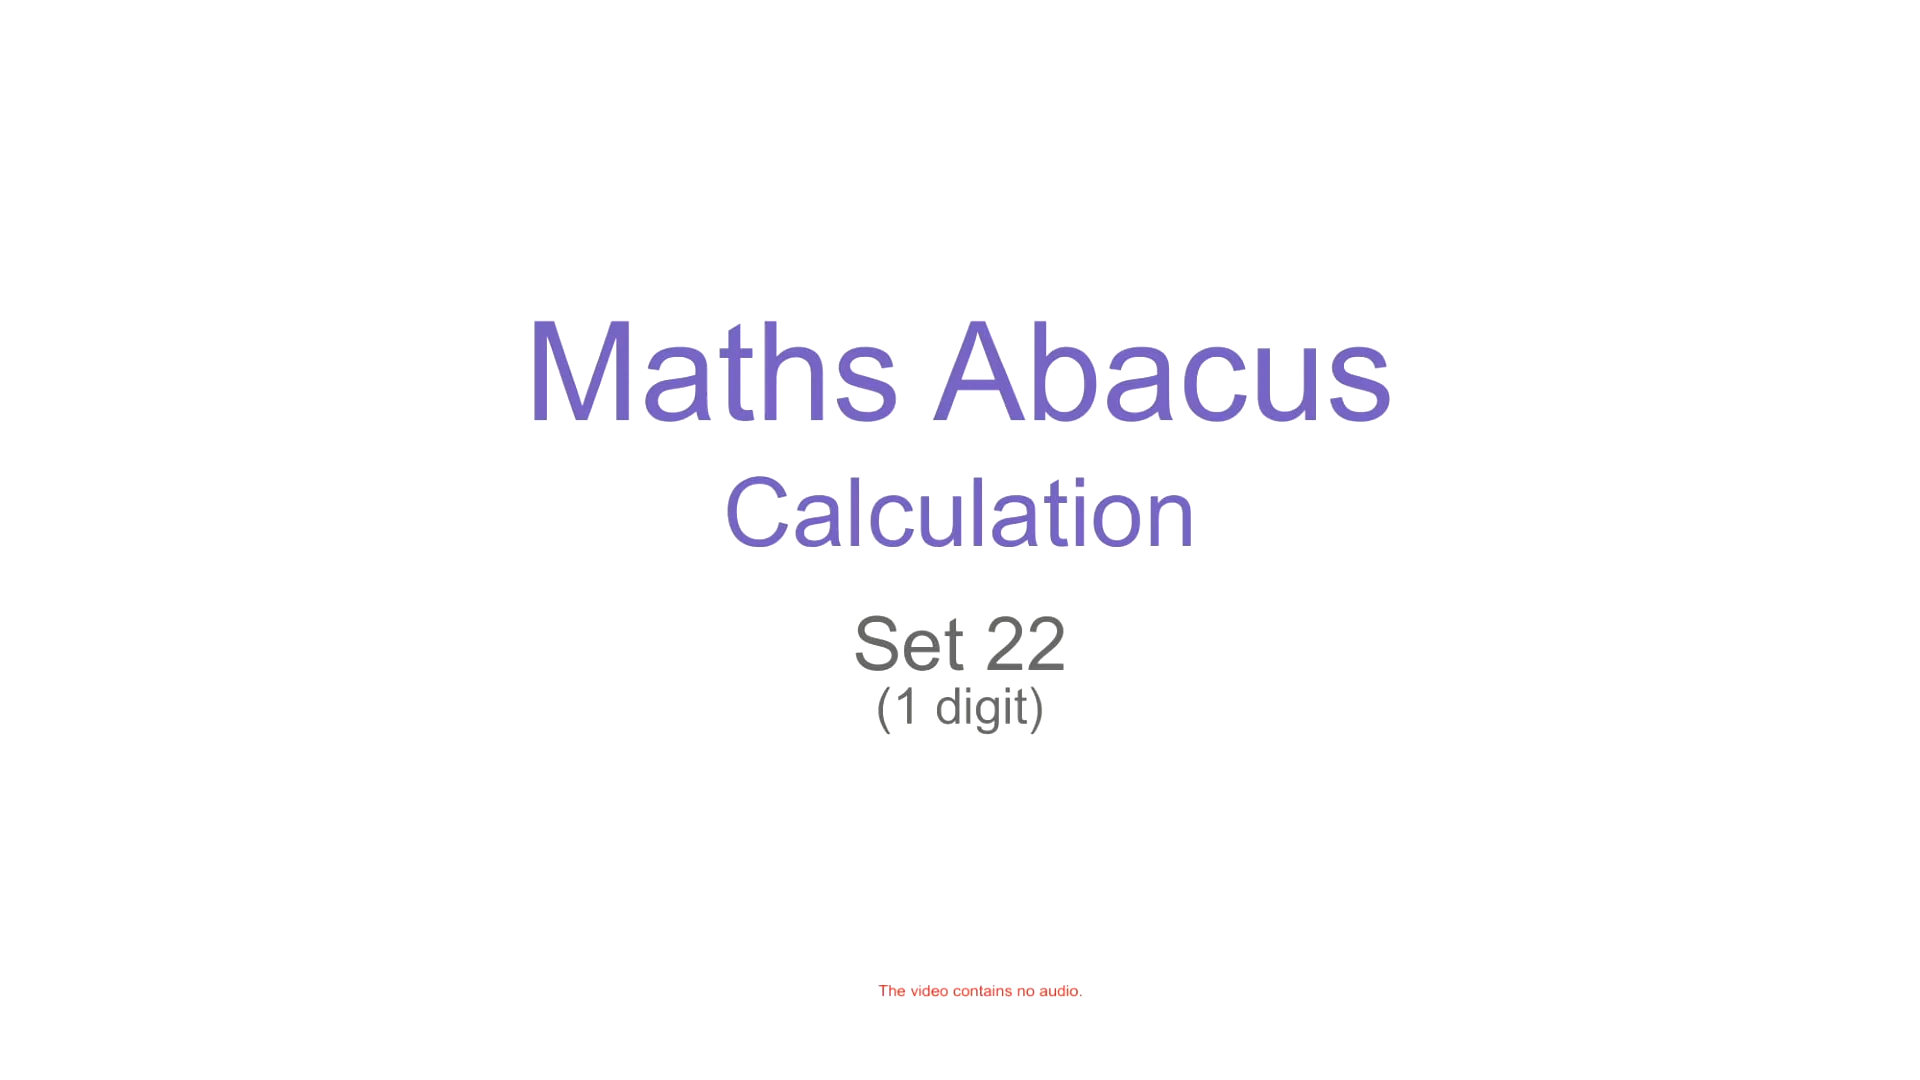 Maths Abacus
Calculation
Set 22
(1 digit)
The video contains no audio.